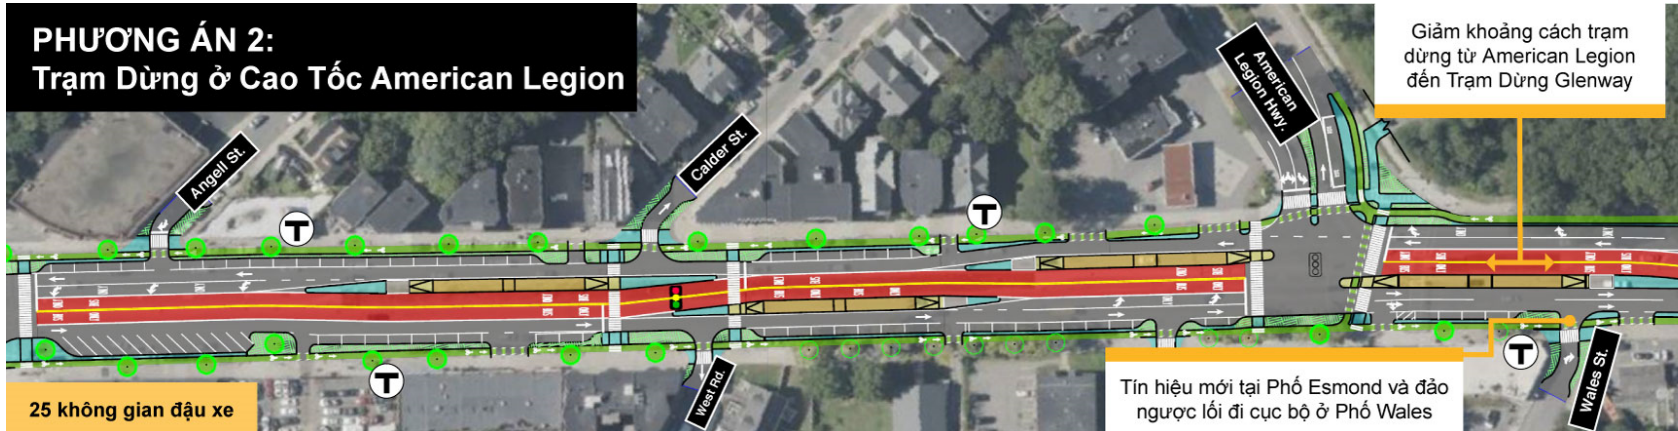 PHƯƠNG ÁN 2:
Trạm Dừng ở Cao Tốc American Legion
Angell St.
T
Calder St.
T
American
Legion Hwy.
Giảm khoảng cách trạm
dừng từ American Legion
đến Trạm Dừng Glenway
25 không gian đậu xe
T
West Rd.
Tín hiệu mới tại Phố Esmond và đảo
ngược lối đi cục bộ ở Phố Wales
T
Wales St.